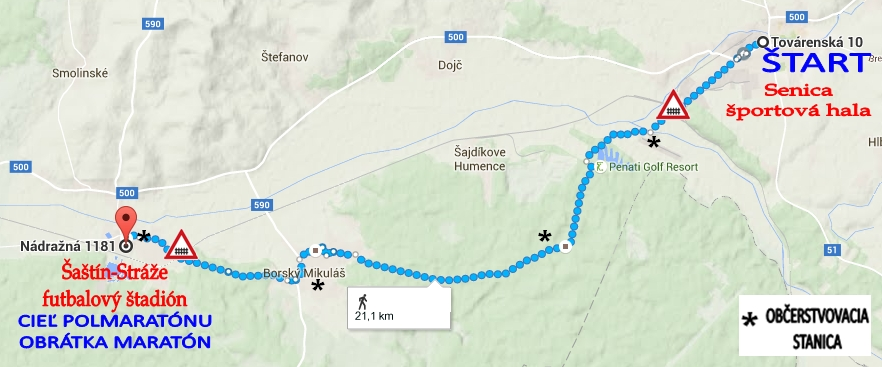 590
Smolinské
Štefanov
500
Dojč
500
Továrenská 10
ŠTART
Senica
športová hala
Šajdíkove
Humence
Penati Golf Resort
500
500
590
Nádražná 1181
Šaštín-Stráže
futbalový štadión
CIEĽ POLMARATÓNU
OBRÁTKA MARATÓN
Borský Mikuláš
21,1 km
51
* OBČERSTVOVACIA
STANICA